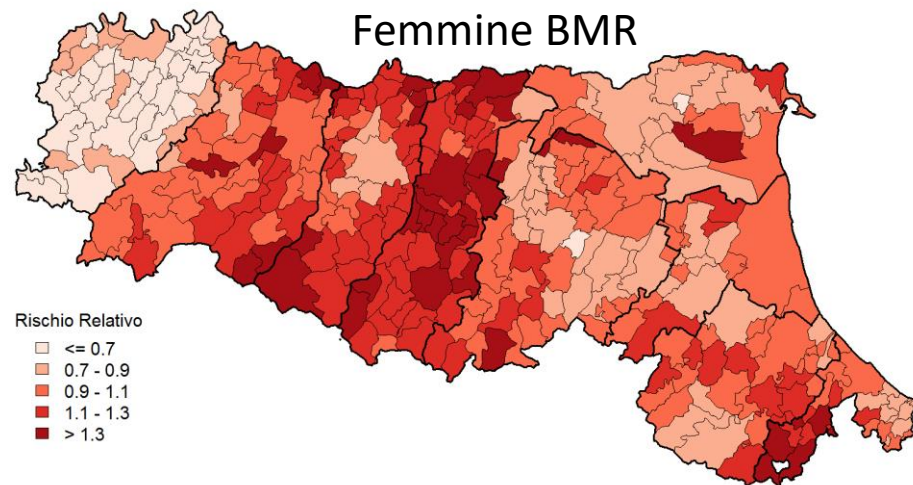 Femmine BMR
Rischio Relativo
<= 0.7
0.7 - 0.9
0.9 - 1.1
1.1 - 1.3
> 1.3